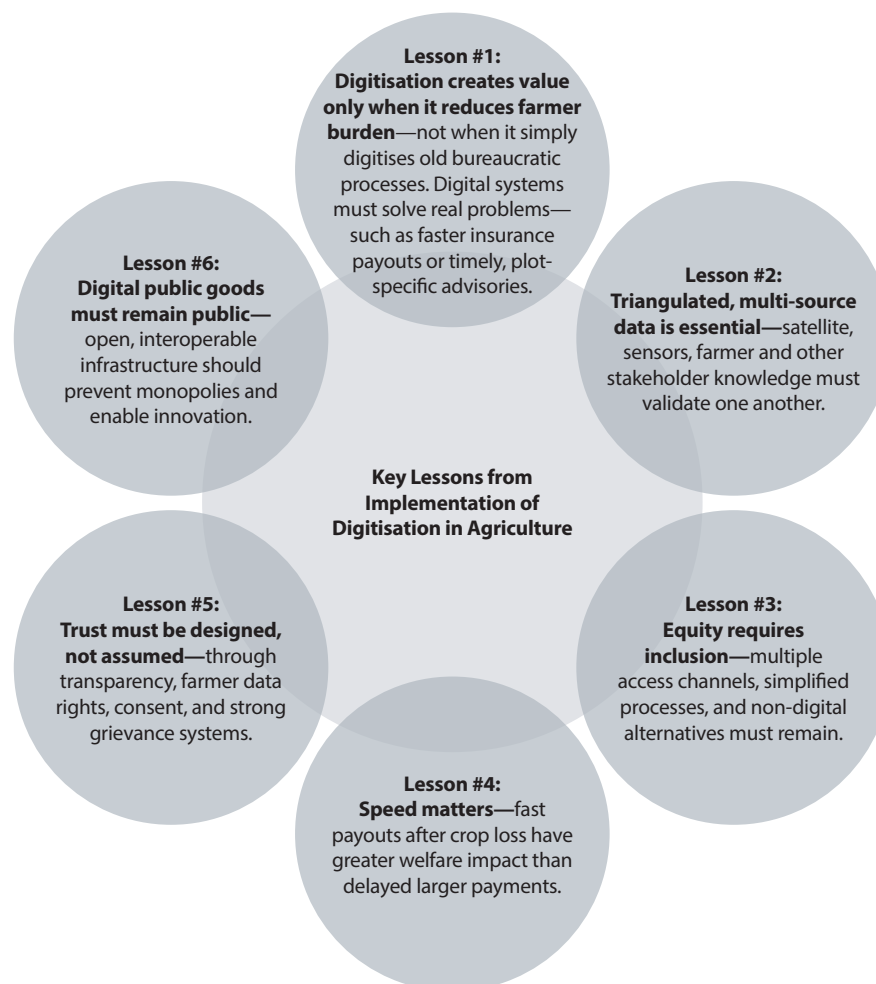 Lesson #1:
Digitisation creates value
only when it reduces farmer
burden—not when it simply
digitises old bureaucratic
processes. Digital systems
must solve real problems—
such as faster insurance
payouts or timely, plot-
specific advisories.
Lesson #2:
Triangulated, multi-source
data is essential—satellite,
sensors, farmer and other
stakeholder knowledge must
validate one another.
Lesson #3:
Equity requires
inclusion—multiple
access channels, simplified
processes, and non-digital
alternatives must remain.
Lesson #4:
Speed matters—fast
payouts after crop loss have
greater welfare impact than
delayed larger payments.
Lesson #5:
Trust must be designed,
not assumed—through
transparency, farmer data
rights, consent, and strong
grievance systems.
Lesson #6:
Digital public goods
must remain public—
open, interoperable
infrastructure should
prevent monopolies and
enable innovation.
Key Lessons from
Implementation of
Digitisation in Agriculture